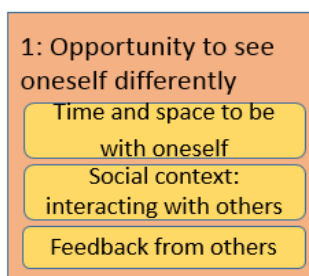 1: Opportunity to see
oneself differently
Time and space to be
with oneself
Social context:
interacting with others
Feedback from others